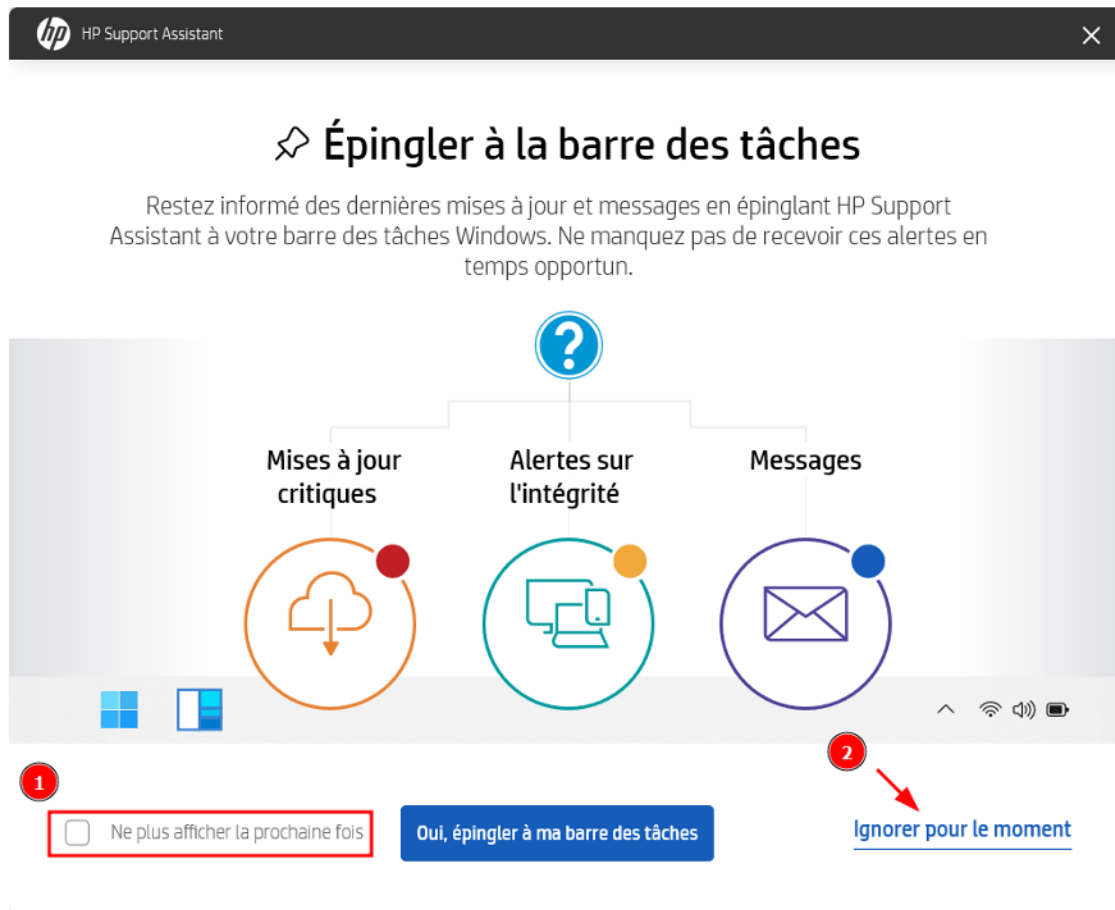 hp HP Support Assistant
Épingler à la barre des tâches
Restez informé des dernières mises à jour et messages en épinglant HP Support
Assistant à votre barre des tâches Windows. Ne manquez pas de recevoir ces alertes en
temps opportun.
?
Mises à jour
critiques
Alertes sur
l'intégrité
Messages
2
1
Ne plus afficher la prochaine fois
Oui, épingler à ma barre des tâches
Ignorer pour le moment